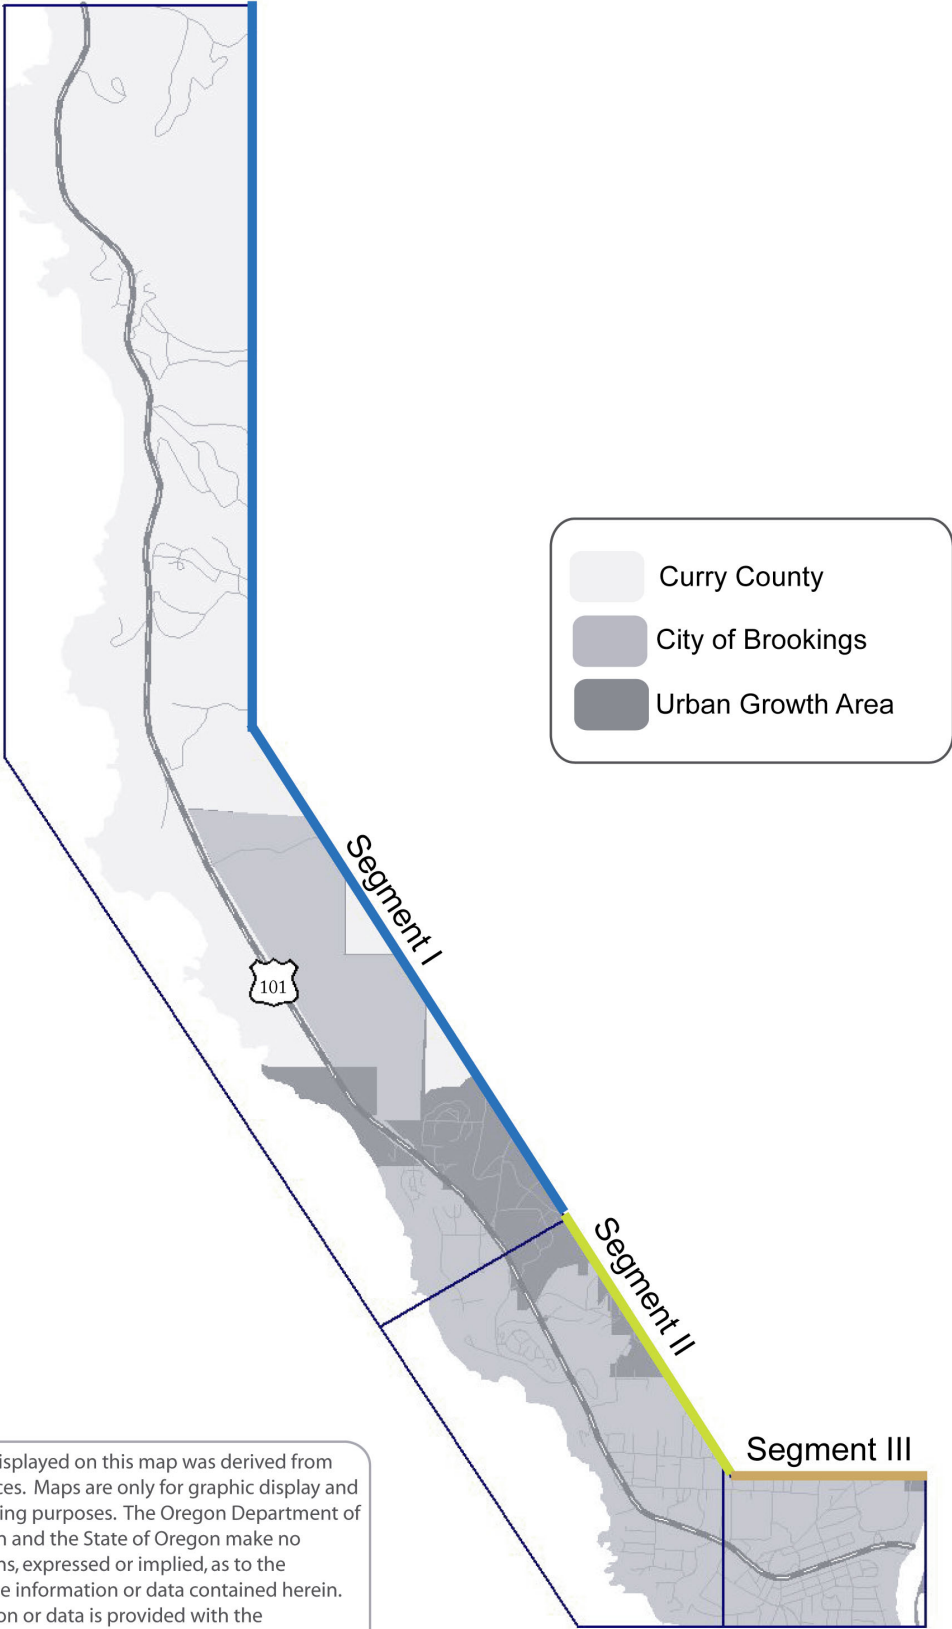 Curry County
City of Brookings
Urban Growth Area
Segment I
101
Segment II
Segment III
isplayed on this map was derived from
ces. Maps are only for graphic display and
ing purposes. The Oregon Department of
n and the State of Oregon make no
ns, expressed or implied, as to the
e information or data contained herein.
on or data is provided with the